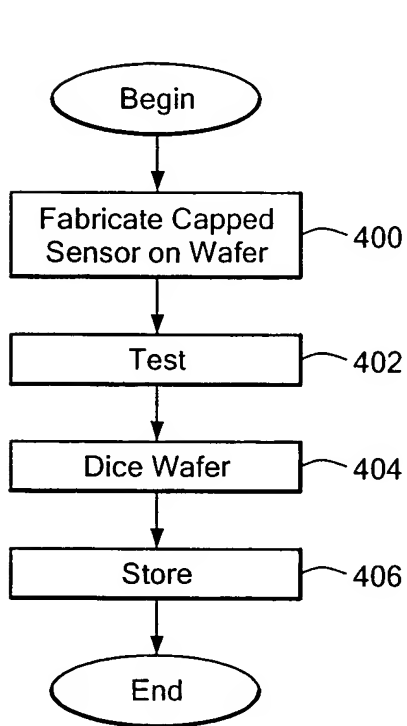 Begin
Fabricate Capped
Sensor on Wafer
400
Test
402
Dice Wafer
404
Store
406
End